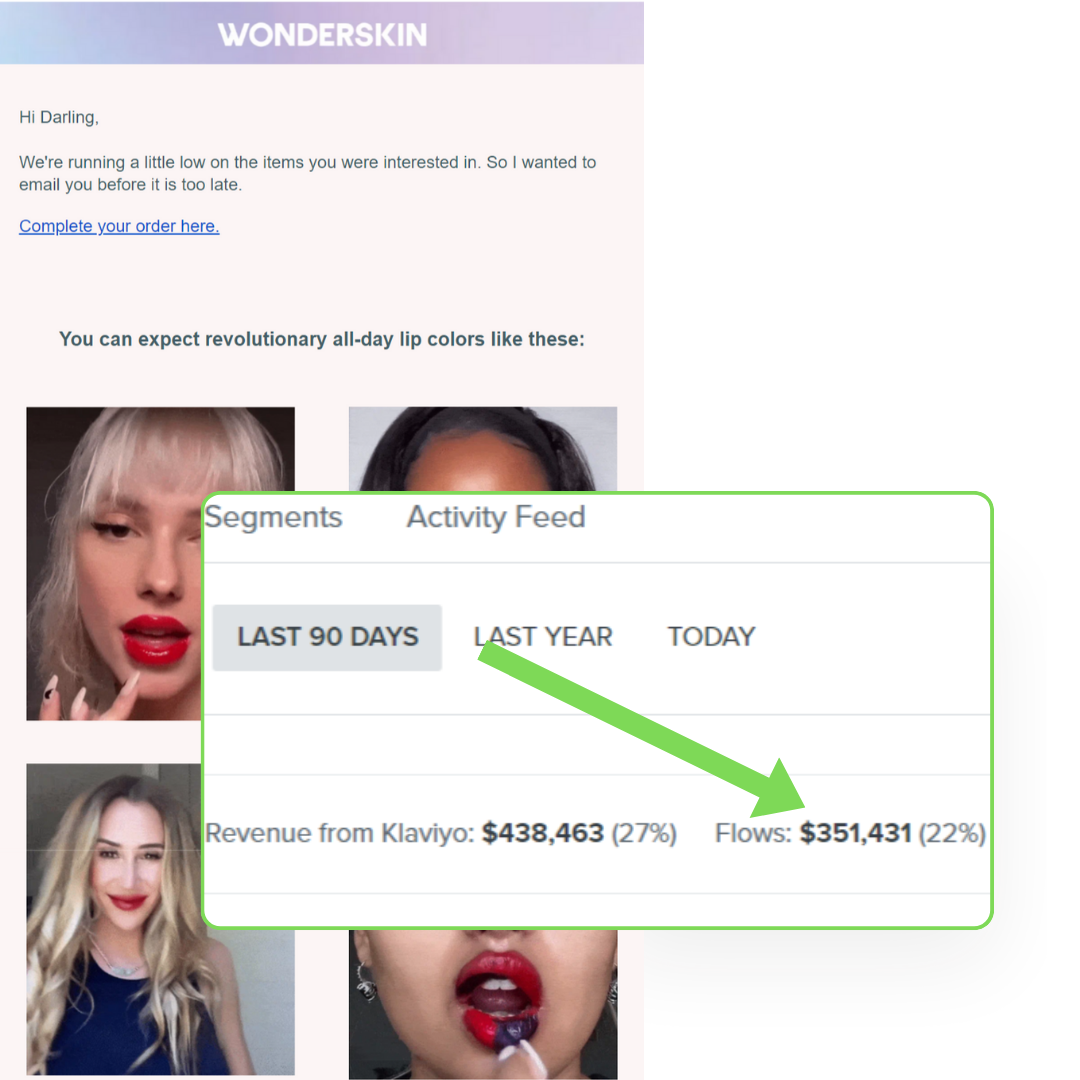 WONDERSKIN
Hi Darling,
We're running a little low on the items you were interested in. So I wanted to
email you before it is too late.
Complete your order here.
You can expect revolutionary all-day lip colors like these:
Segments Activity Feed
LAST 90 DAYS LAST YEAR TODAY
Revenue from Klaviyo: $438,463 (27%) Flows: $351,431 (22%)